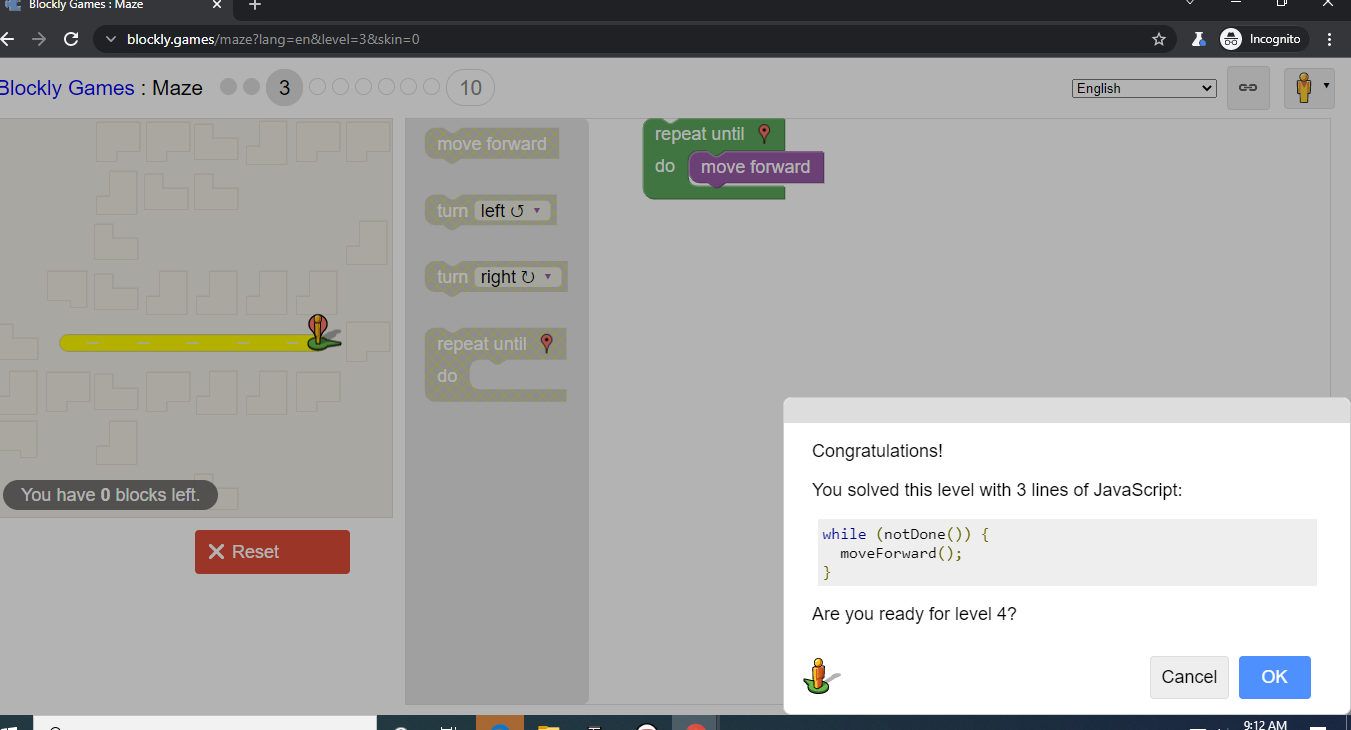 Blockly Games : Maze
blockly.games/maze?lang=en&level=3&skin=0
Incognito
Blockly Games : Maze
3
10
English
move forward
turn left ↺
turn right ↻
repeat until
do
repeat until
do move forward
You have 0 blocks left.
Reset
Congratulations!
You solved this level with 3 lines of JavaScript:
while (notDone()) {
moveForward();
}
Are you ready for level 4?
Cancel
OK
9:12 AM